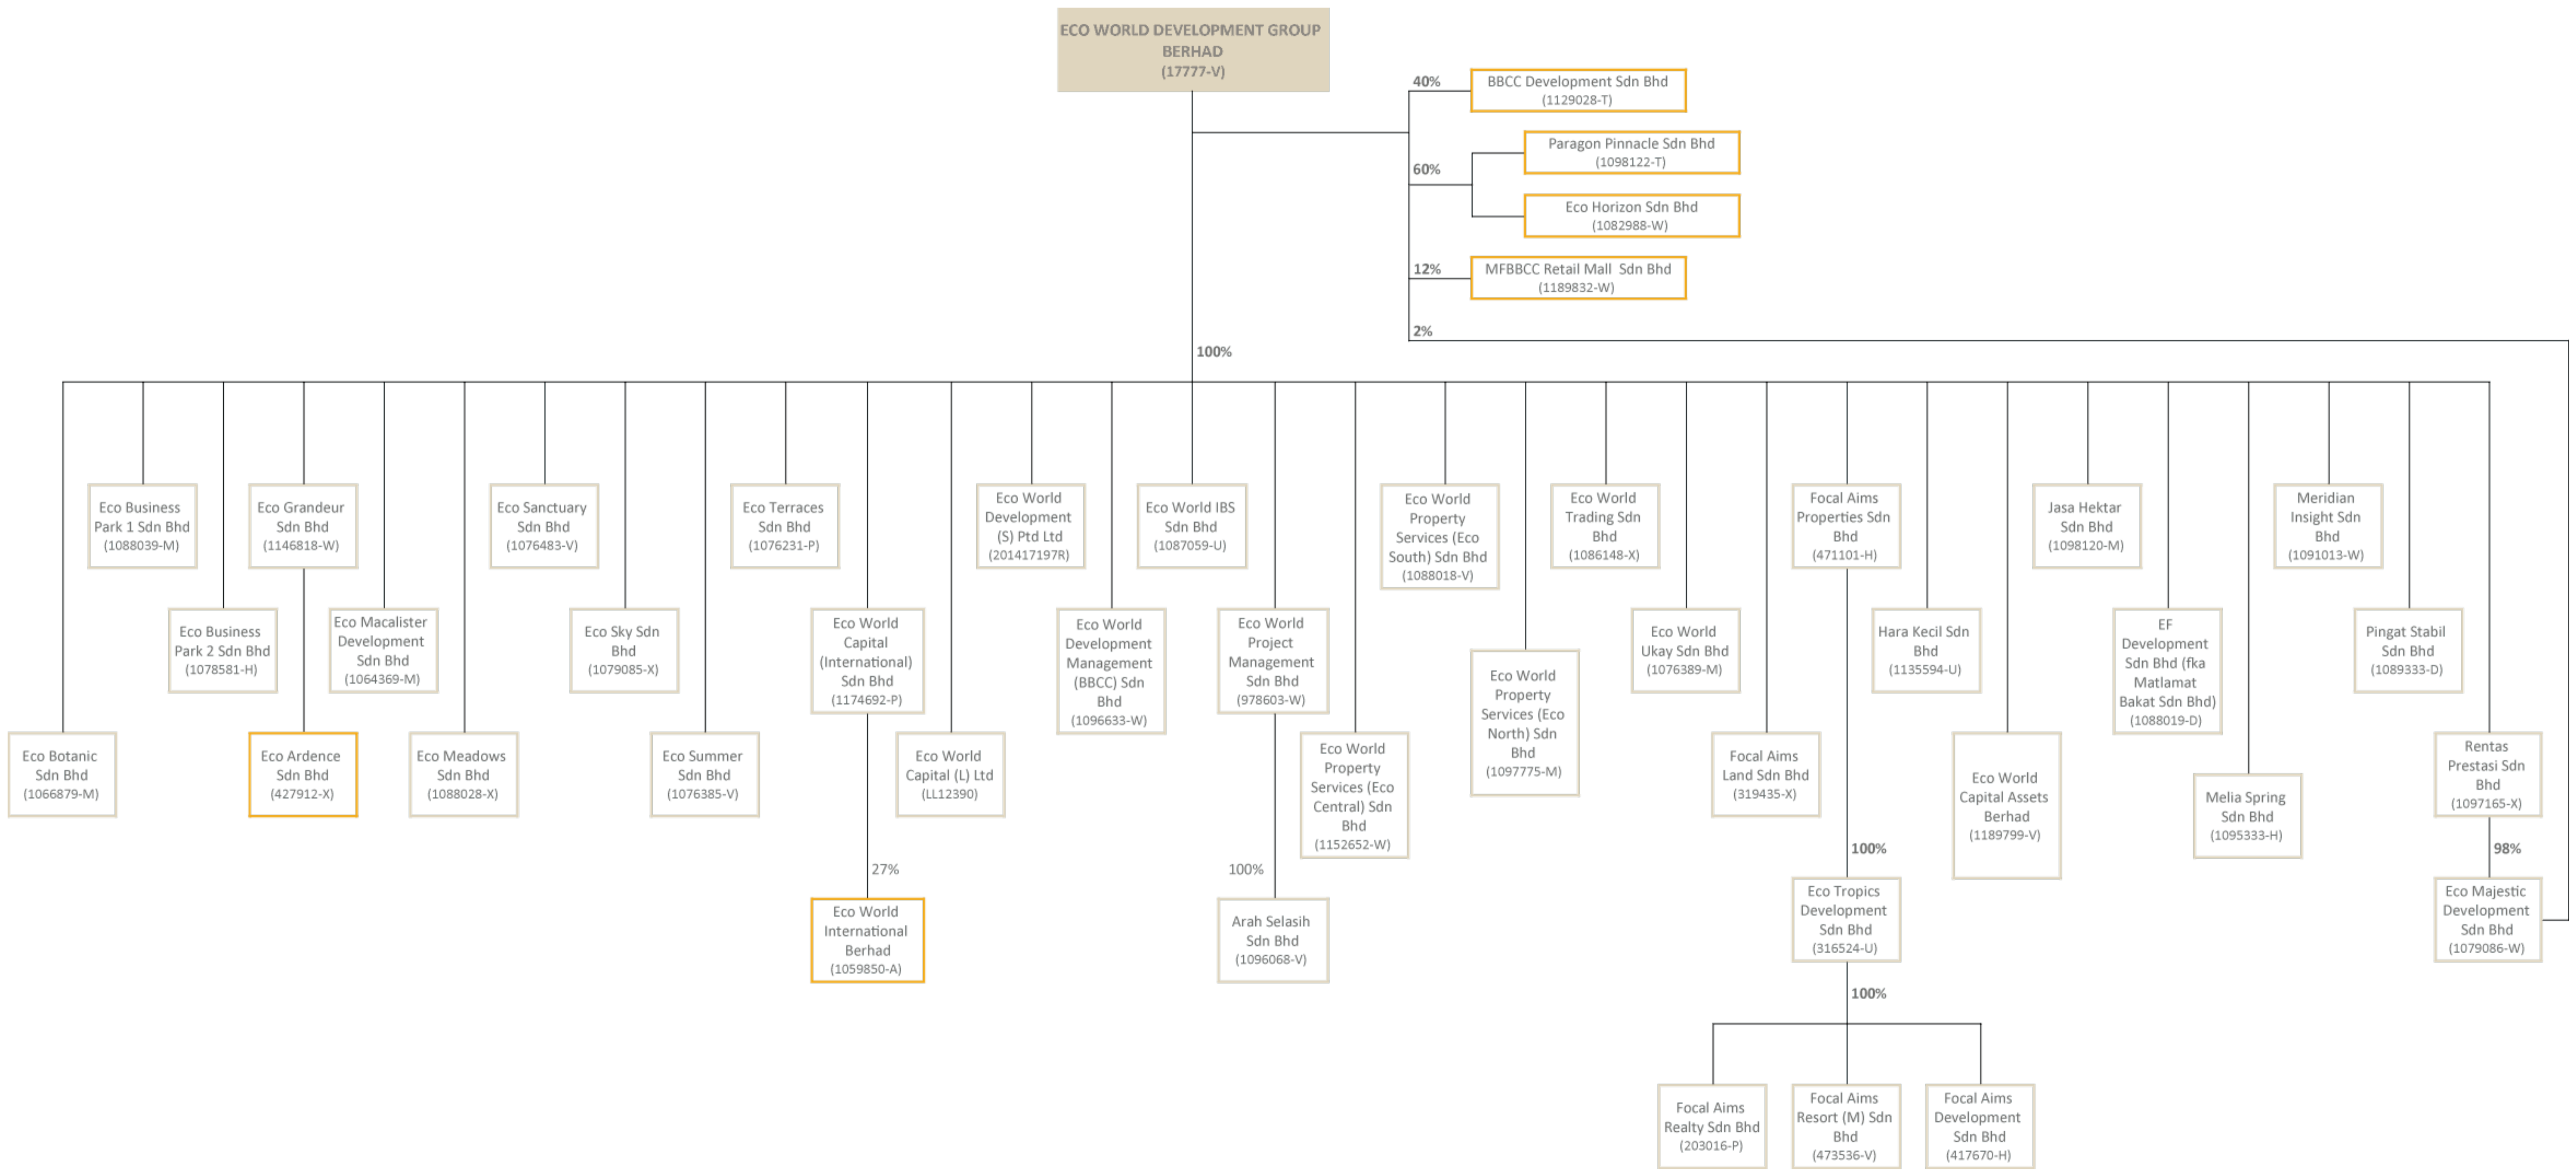 ECO WORLD DEVELOPMENT GROUP
BERHAD
(17777-V)
40%
BBCC Development Sdn Bhd
(1129028-T)
60%
Paragon Pinnacle Sdn Bhd
(1098122-T)
Eco Horizon Sdn Bhd
(1082988-W)
12%
MFBBCC Retail Mall Sdn Bhd
(1189832-W)
2%
100%
Eco Business
Park 1 Sdn Bhd
(1088039-M)
Eco Grandeur
Sdn Bhd
(1146818-W)
Eco Sanctuary
Sdn Bhd
(1076483-V)
Eco Terraces
Sdn Bhd
(1076231-P)
Eco World
Development
(S) Ptd Ltd
(201417197R)
Eco World IBS
Sdn Bhd
(1087059-U)
Eco World
Property
Services (Eco
South) Sdn Bhd
(1088018-V)
Eco World
Trading Sdn
Bhd
(1086148-X)
Focal Aims
Properties Sdn
Bhd
(471101-H)
Jasa Hektar
Sdn Bhd
(1098120-M)
Meridian
Insight Sdn
Bhd
(1091013-W)
Eco Business
Park 2 Sdn Bhd
(1078581-H)
Eco Macalister
Development
Sdn Bhd
(1064369-M)
Eco Sky Sdn
Bhd
(1079085-X)
Eco World
Capital
(International)
Sdn Bhd
(1174692-P)
Eco World
Development
Management
(BBCC) Sdn
Bhd
(1096633-W)
Eco World
Project
Management
Sdn Bhd
(978603-W)
Eco World
Property
Services (Eco
North) Sdn
Bhd
(1097775-M)
Eco World
Ukay Sdn Bhd
(1076389-M)
Hara Kecil Sdn
Bhd
(1135594-U)
EF
Development
Sdn Bhd (fka
Matlamat
Bakat Sdn Bhd)
(1088019-D)
Pingat Stabil
Sdn Bhd
(1089333-D)
Eco Botanic
Sdn Bhd
(1066879-M)
Eco Ardence
Sdn Bhd
(427912-X)
Eco Meadows
Sdn Bhd
(1088028-X)
Eco Summer
Sdn Bhd
(1076385-V)
Eco World
Capital (L) Ltd
(LL12390)
Eco World
Property
Services (Eco
Central) Sdn
Bhd
(1152652-W)
Focal Aims
Land Sdn Bhd
(319435-X)
Eco World
Capital Assets
Berhad
(1189799-V)
Melia Spring
Sdn Bhd
(1095333-H)
Rentas
Prestasi Sdn
Bhd
(1097165-X)
27%
Eco World
International
Berhad
(1059850-A)
100%
Arah Selasih
Sdn Bhd
(1096068-V)
100%
Eco Tropics
Development
Sdn Bhd
(316524-U)
98%
Eco Majestic
Development
Sdn Bhd
(1079086-W)
100%
Focal Aims
Realty Sdn Bhd
(203016-P)
Focal Aims
Resort (M) Sdn
Bhd
(473536-V)
Focal Aims
Development
Sdn Bhd
(417670-H)